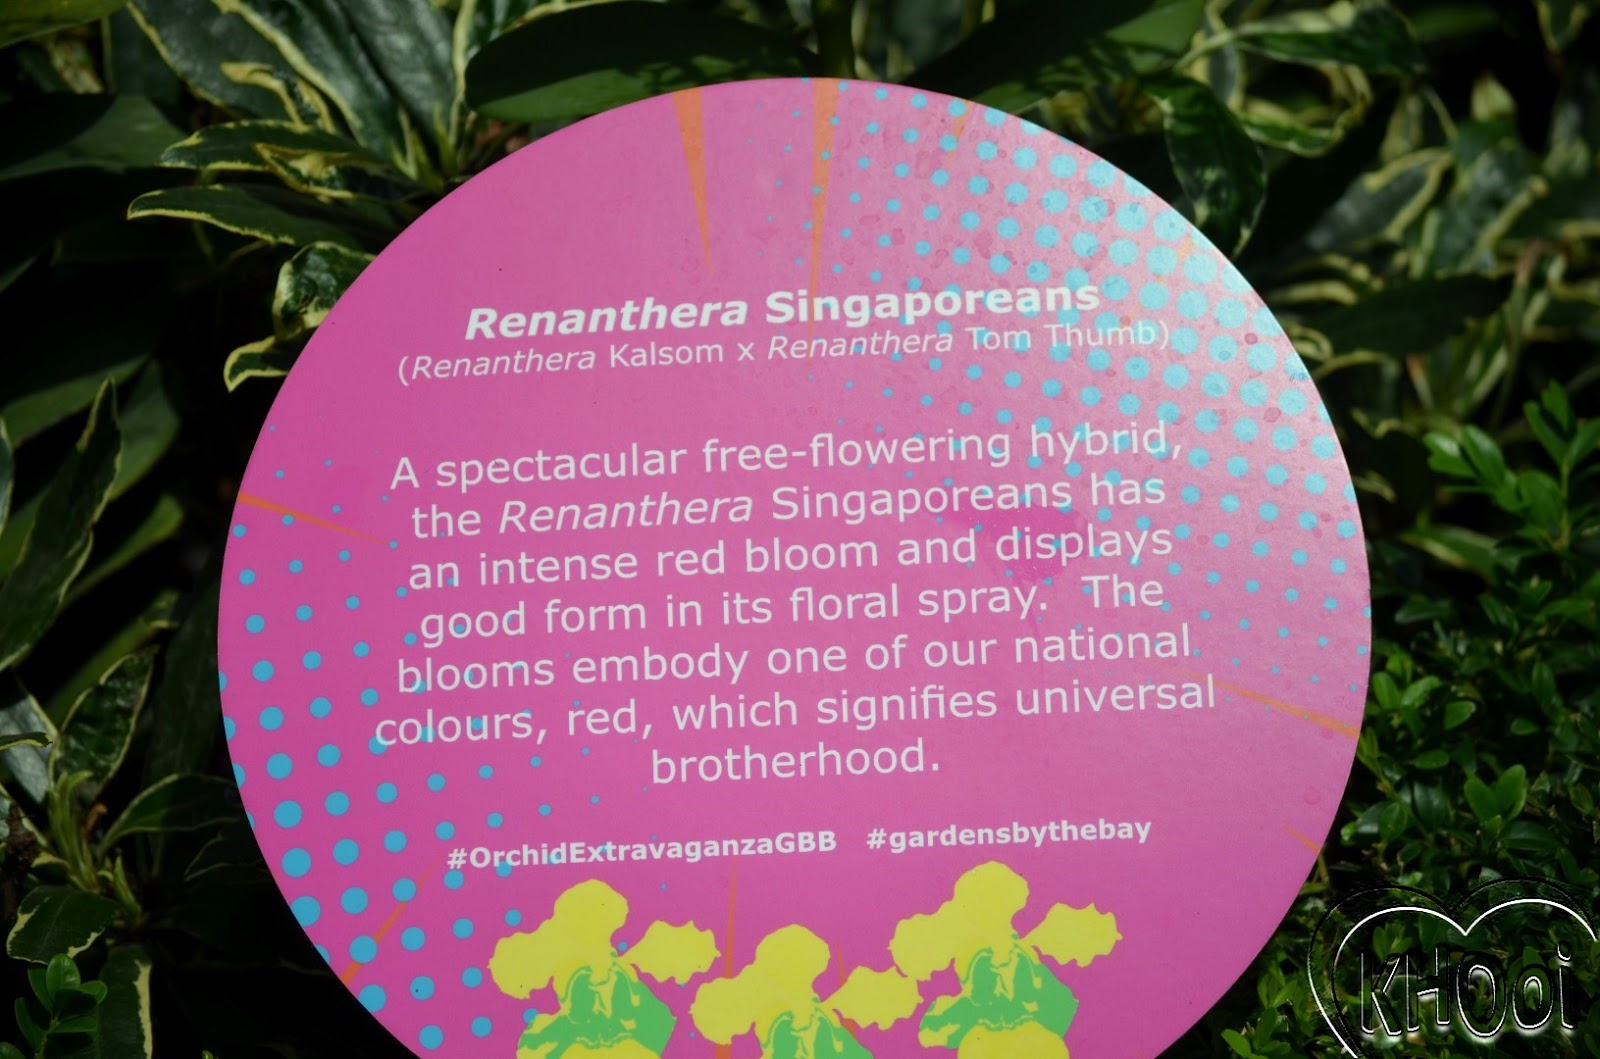 Renanthera Singaporeans
(Renanthera Kalsom x Renanthera Tom Thumb)
A spectacular free-flowering hybrid,
the Renanthera Singaporeans has
an intense red bloom and displays
good form in its floral spray. The
blooms embody one of our national
colours, red, which signifies universal
brotherhood.
#OrchidExtravaganzaGBB #gardensbythebay
KHOoi